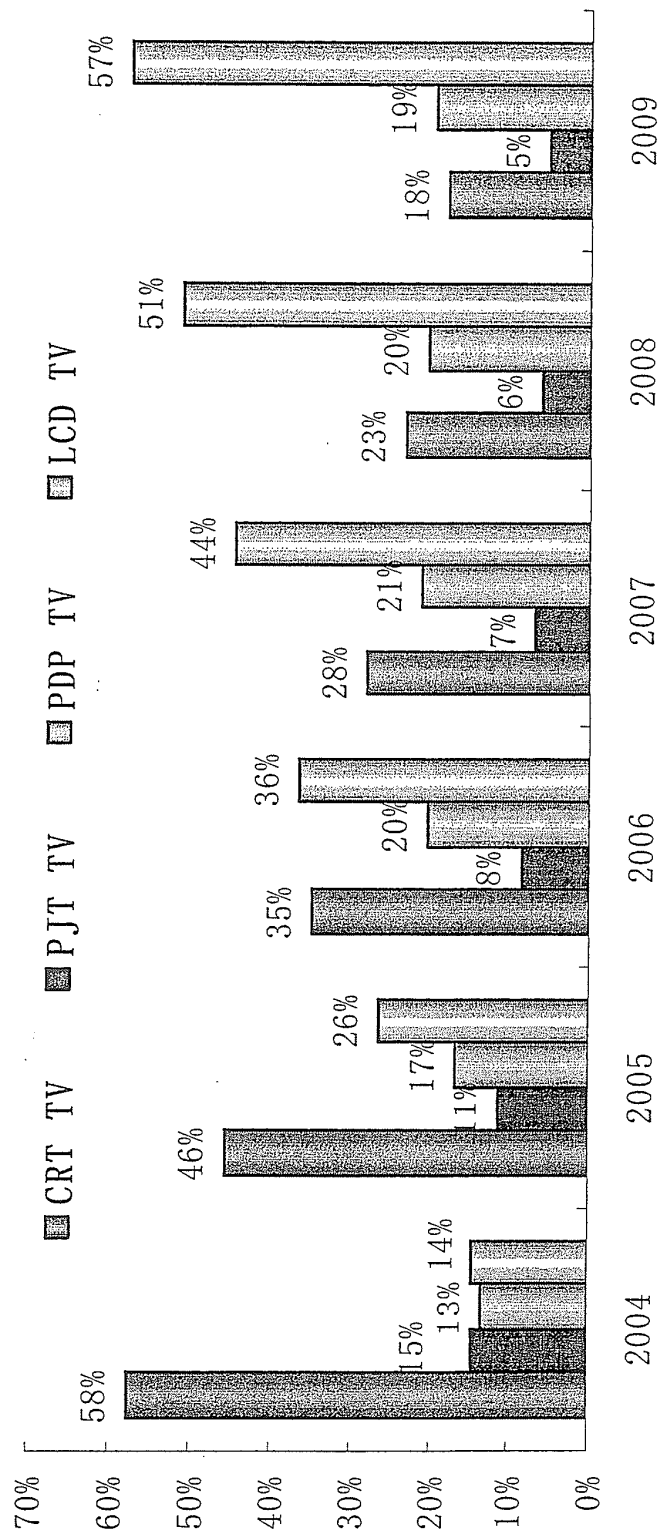 CRT TV PJT TV PDP TV LCD TV
70%
60%
50%
40%
30%
20%
10%
0%
58% 15% 13% 14%
46% 11% 17% 26%
35% 8% 20% 36%
28% 7% 21% 44%
23% 6% 20% 51%
18% 5% 19% 57%
2004 2005 2006 2007 2008 2009